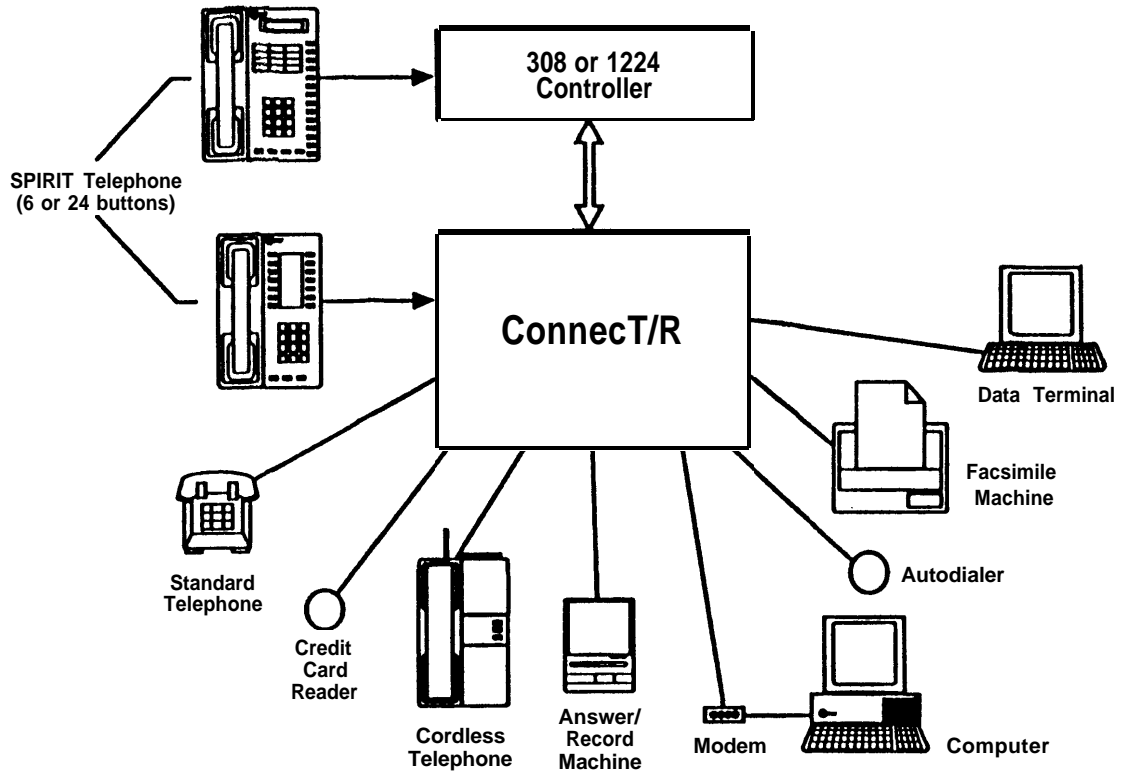 308 or 1224
Controller
SPIRIT Telephone
(6 or 24 buttons)
ConnecT/R
Data Terminal
Facsimile
Machine
Autodialer
Standard
Telephone
Credit
Card
Reader
Cordless
Telephone
Answer/
Record
Machine
Modem
Computer